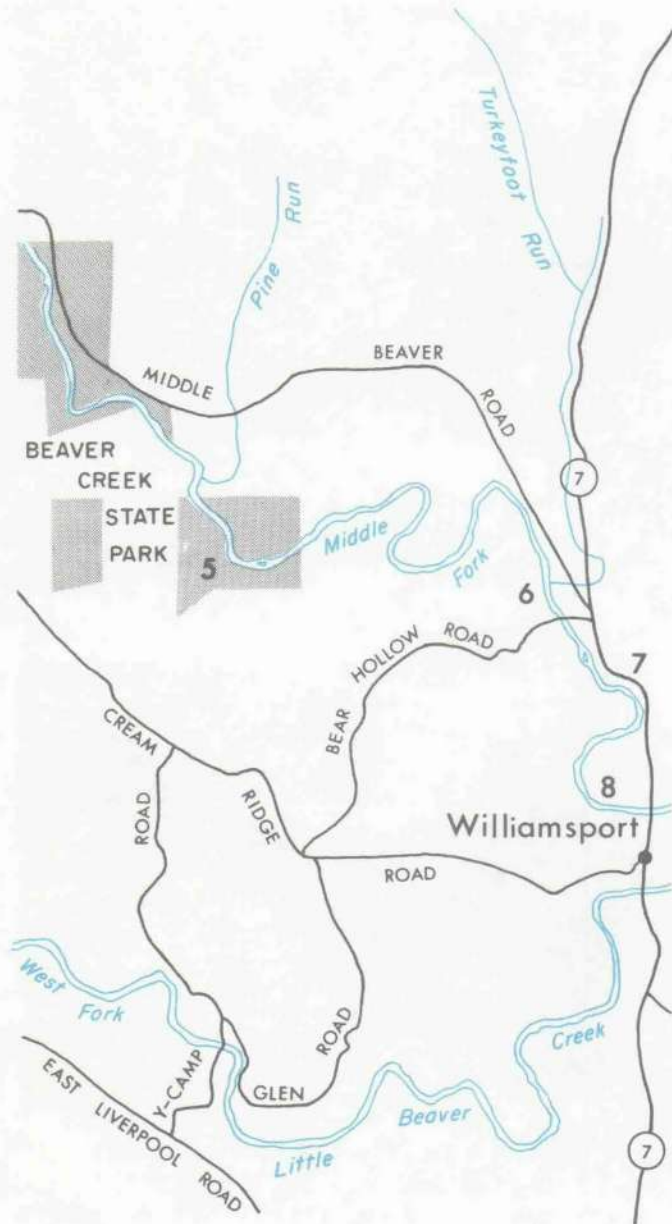 Turkeyfoot Run
Pine Run
MIDDLE BEAVER ROAD
7
BEAVER
CREEK
STATE
PARK
5
Middle Fork
6
BEAR HOLLOW ROAD
7
CREAM RIDGE ROAD
8
Williamsport
ROAD
West Fork
Y-CAMP
GLEN ROAD
EAST LIVERPOOL ROAD
Little Beaver Creek
7